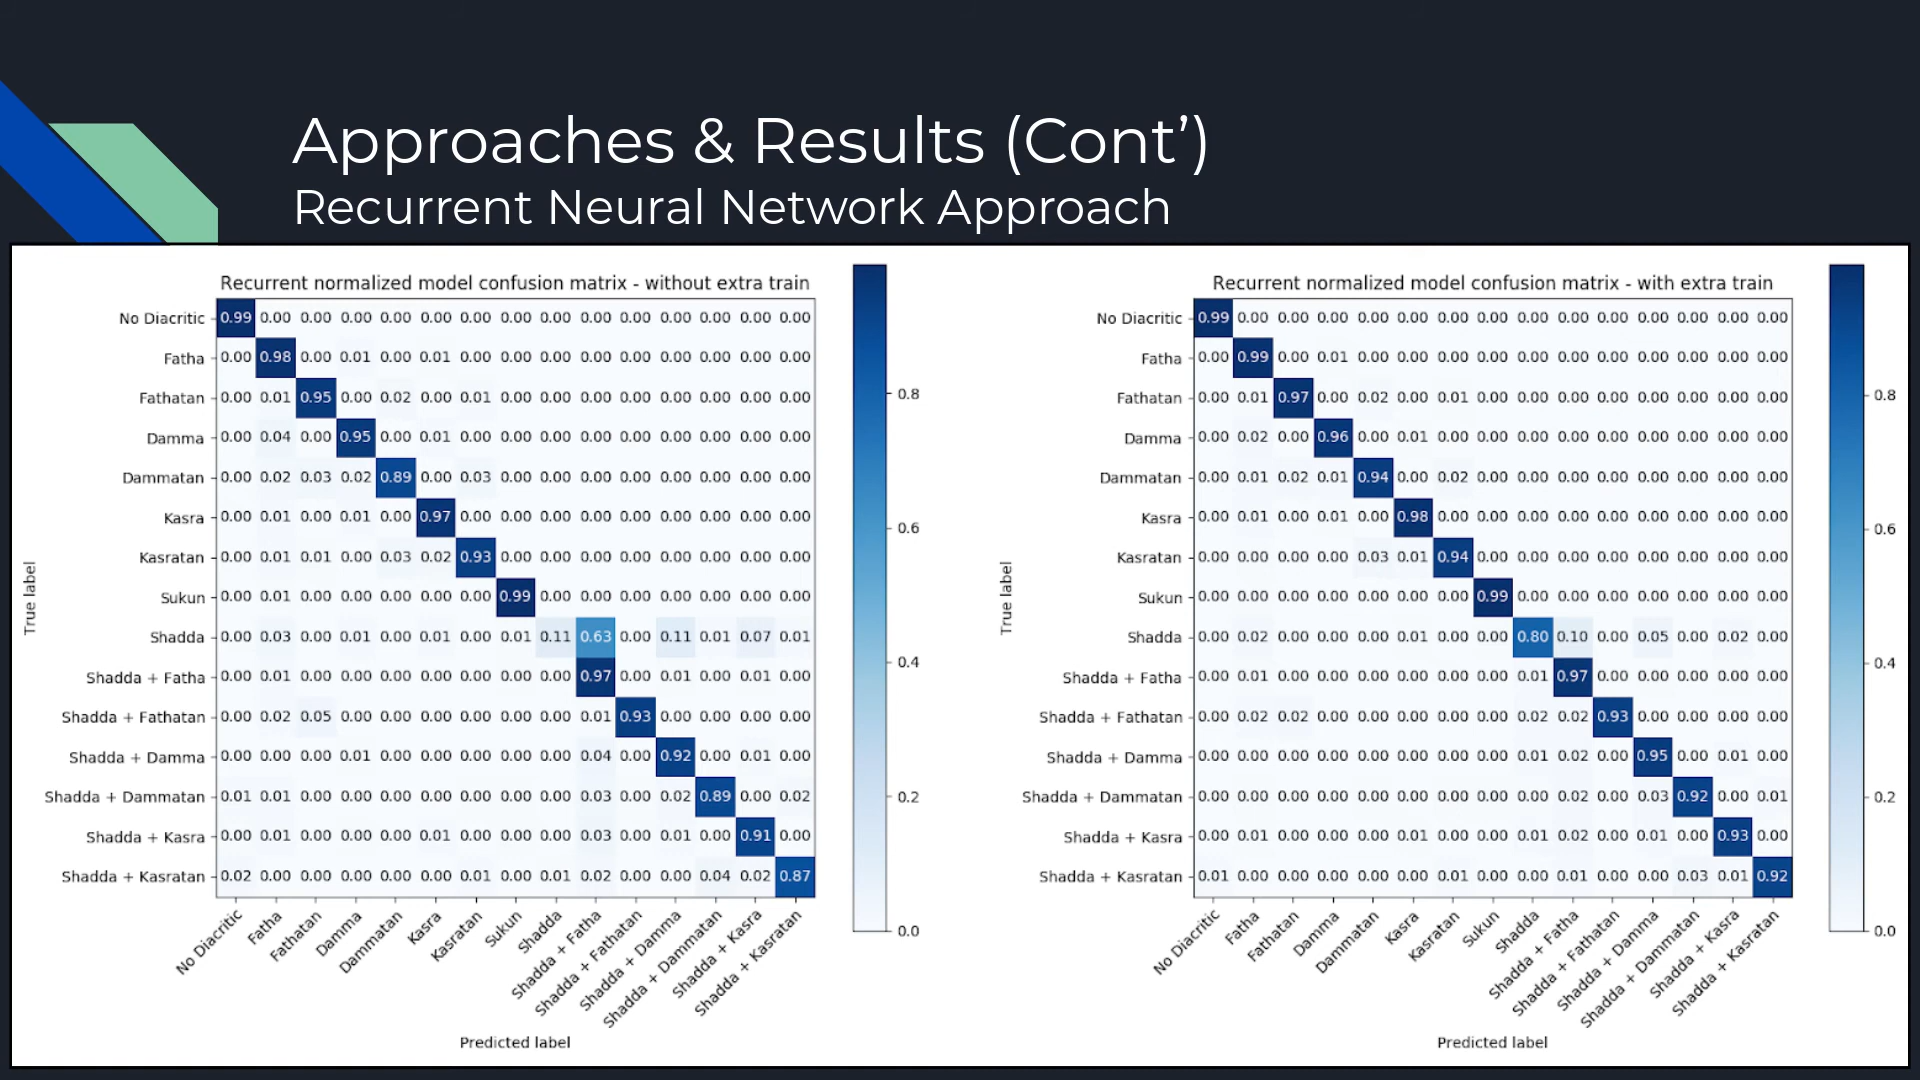 Approaches & Results (Cont’)
Recurrent Neural Network Approach
Recurrent normalized model confusion matrix - without extra train
No Diacritic 0.99 0.00 0.00 0.00 0.00 0.00 0.00 0.00 0.00 0.00 0.00 0.00 0.00 0.00 0.00
Fatha 0.00 0.98 0.00 0.01 0.00 0.01 0.00 0.00 0.00 0.00 0.00 0.00 0.00 0.00 0.00
Fathatan 0.00 0.01 0.95 0.00 0.02 0.00 0.01 0.00 0.00 0.00 0.00 0.00 0.00 0.00 0.00
Damma 0.00 0.04 0.00 0.95 0.00 0.01 0.00 0.00 0.00 0.00 0.00 0.00 0.00 0.00 0.00
Dammatan 0.00 0.02 0.03 0.02 0.89 0.00 0.03 0.00 0.00 0.00 0.00 0.00 0.00 0.00 0.00
Kasra 0.00 0.01 0.00 0.01 0.00 0.97 0.00 0.00 0.00 0.00 0.00 0.00 0.00 0.00 0.00
Kasratan 0.00 0.01 0.01 0.00 0.03 0.02 0.93 0.00 0.00 0.00 0.00 0.00 0.00 0.00 0.00
Sukun 0.00 0.01 0.00 0.00 0.00 0.00 0.00 0.99 0.00 0.00 0.00 0.00 0.00 0.00 0.00
Shadda 0.00 0.03 0.00 0.01 0.00 0.01 0.00 0.01 0.11 0.63 0.00 0.11 0.01 0.07 0.01
Shadda + Fatha 0.00 0.01 0.00 0.00 0.00 0.00 0.00 0.00 0.00 0.97 0.00 0.01 0.00 0.01 0.00
Shadda + Fathatan 0.00 0.02 0.05 0.00 0.00 0.00 0.00 0.00 0.00 0.01 0.93 0.00 0.00 0.00 0.00
Shadda + Damma 0.00 0.00 0.00 0.01 0.00 0.00 0.00 0.00 0.00 0.04 0.00 0.92 0.00 0.01 0.00
Shadda + Dammatan 0.01 0.01 0.00 0.00 0.00 0.00 0.00 0.00 0.00 0.03 0.00 0.02 0.89 0.00 0.02
Shadda + Kasra 0.00 0.01 0.00 0.00 0.00 0.01 0.00 0.00 0.00 0.03 0.00 0.01 0.00 0.91 0.00
Shadda + Kasratan 0.02 0.00 0.00 0.00 0.00 0.00 0.01 0.00 0.01 0.02 0.00 0.00 0.04 0.02 0.87
True label
No Diacritic
Fatha
Fathatan
Damma
Dammatan
Kasra
Kasratan
Sukun
Shadda
Shadda + Fatha
Shadda + Fathatan
Shadda + Damma
Shadda + Dammatan
Shadda + Kasra
Shadda + Kasratan
Predicted label
0.8
0.6
0.4
0.2
0.0
Recurrent normalized model confusion matrix - with extra train
No Diacritic 0.99 0.00 0.00 0.00 0.00 0.00 0.00 0.00 0.00 0.00 0.00 0.00 0.00 0.00 0.00
Fatha 0.00 0.99 0.00 0.01 0.00 0.00 0.00 0.00 0.00 0.00 0.00 0.00 0.00 0.00 0.00
Fathatan 0.00 0.01 0.97 0.00 0.02 0.00 0.01 0.00 0.00 0.00 0.00 0.00 0.00 0.00 0.00
Damma 0.00 0.02 0.00 0.96 0.00 0.01 0.00 0.00 0.00 0.00 0.00 0.00 0.00 0.00 0.00
Dammatan 0.00 0.01 0.02 0.01 0.94 0.00 0.02 0.00 0.00 0.00 0.00 0.00 0.00 0.00 0.00
Kasra 0.00 0.01 0.00 0.01 0.00 0.98 0.00 0.00 0.00 0.00 0.00 0.00 0.00 0.00 0.00
Kasratan 0.00 0.00 0.00 0.00 0.03 0.01 0.94 0.00 0.00 0.00 0.00 0.00 0.00 0.00 0.00
Sukun 0.00 0.00 0.00 0.00 0.00 0.00 0.00 0.99 0.00 0.00 0.00 0.00 0.00 0.00 0.00
Shadda 0.00 0.02 0.00 0.00 0.00 0.01 0.00 0.00 0.80 0.10 0.00 0.05 0.00 0.02 0.00
Shadda + Fatha 0.00 0.01 0.00 0.00 0.00 0.00 0.00 0.00 0.01 0.97 0.00 0.00 0.00 0.00 0.00
Shadda + Fathatan 0.00 0.02 0.02 0.00 0.00 0.00 0.00 0.00 0.02 0.02 0.93 0.00 0.00 0.00 0.00
Shadda + Damma 0.00 0.00 0.00 0.00 0.00 0.00 0.00 0.00 0.01 0.02 0.00 0.95 0.00 0.01 0.00
Shadda + Dammatan 0.00 0.00 0.00 0.00 0.00 0.00 0.00 0.00 0.00 0.02 0.00 0.03 0.92 0.00 0.01
Shadda + Kasra 0.00 0.01 0.00 0.00 0.00 0.01 0.00 0.00 0.01 0.02 0.00 0.01 0.00 0.93 0.00
Shadda + Kasratan 0.01 0.00 0.00 0.00 0.00 0.00 0.01 0.00 0.00 0.01 0.00 0.00 0.03 0.01 0.92
True label
No Diacritic
Fatha
Fathatan
Damma
Dammatan
Kasra
Kasratan
Sukun
Shadda
Shadda + Fatha
Shadda + Fathatan
Shadda + Damma
Shadda + Dammatan
Shadda + Kasra
Shadda + Kasratan
Predicted label
0.8
0.6
0.4
0.2
0.0